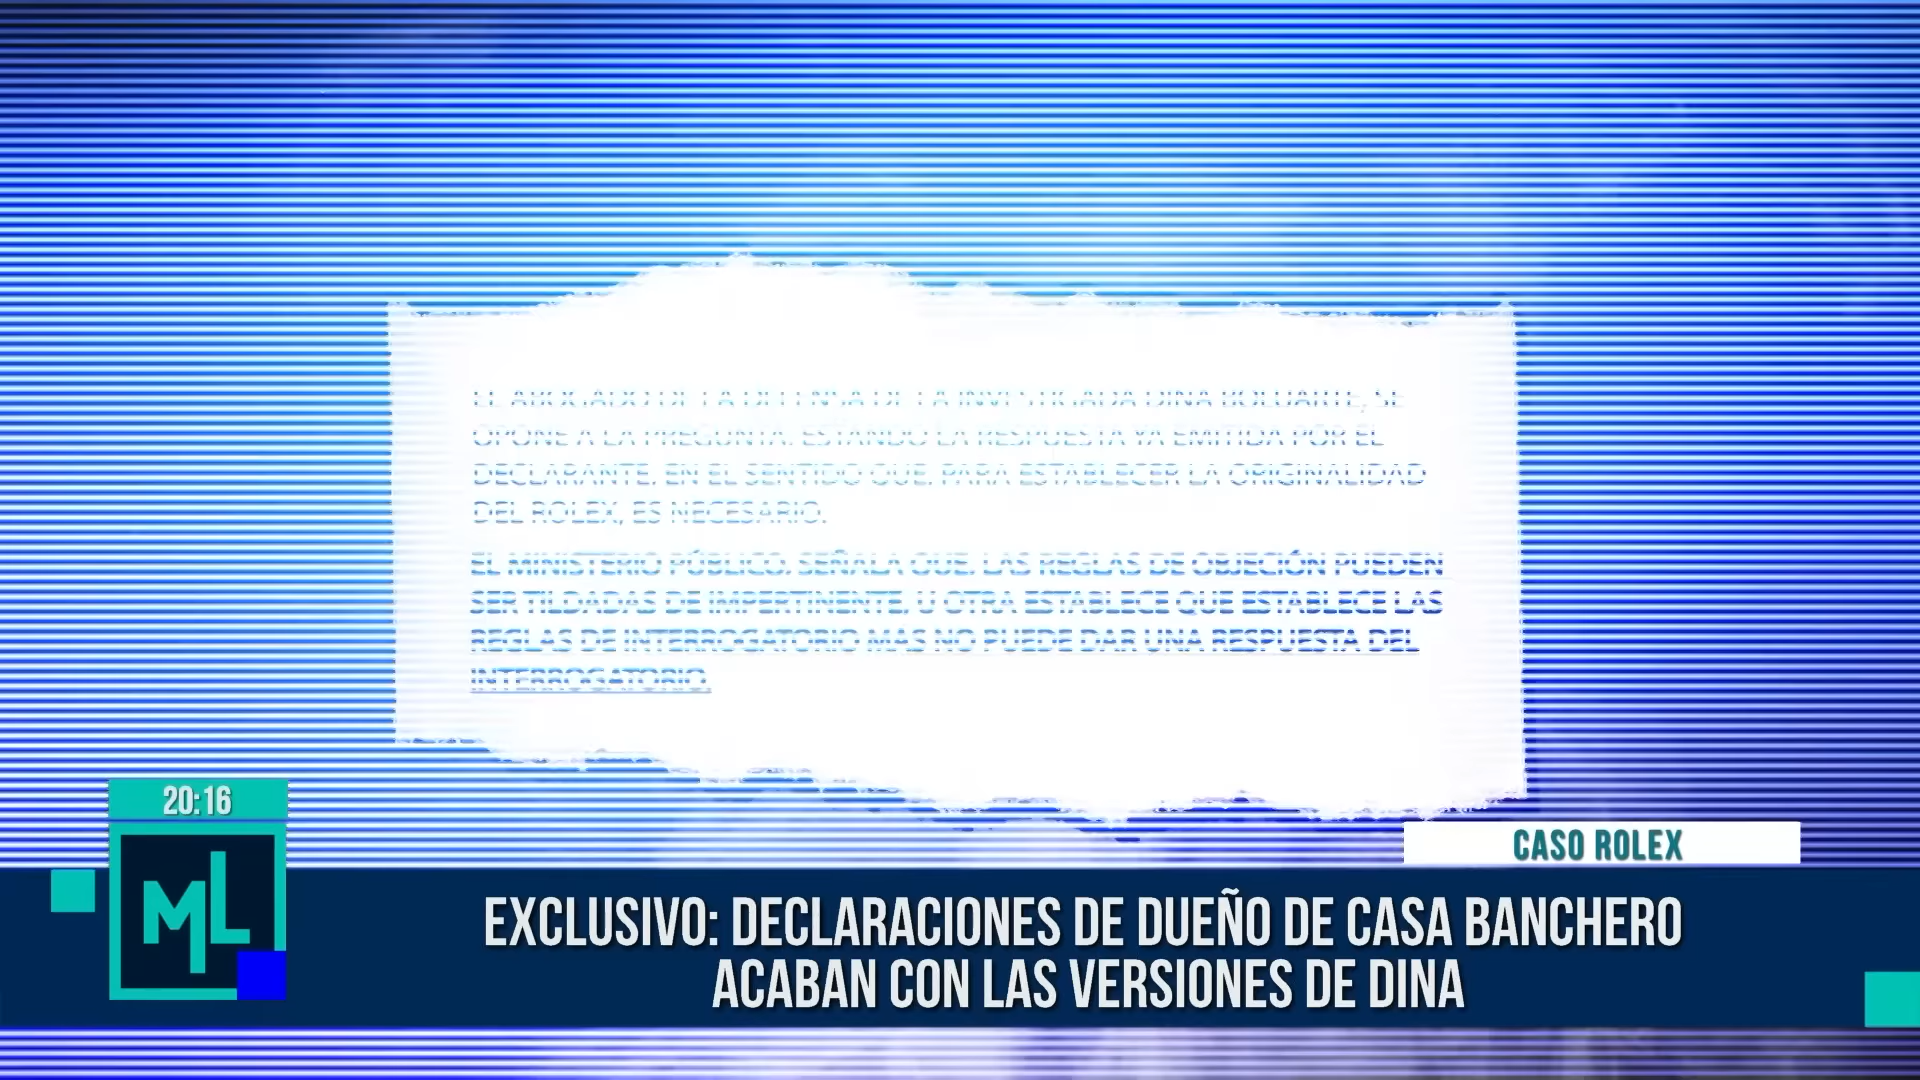 EL ABOGADO DE LA DEFENSA DE LA INVESTIGADA DINA BOLUARTE, SE
OPONE A LA PREGUNTA. ESTANDO LA RESPUESTA YA EMITIDA POR EL
DECLARANTE, EN EL SENTIDO QUE, PARA ESTABLECER LA ORIGINALIDAD
DEL ROLEX, ES NECESARIO.
EL MINISTERIO PÚBLICO, SEÑALA QUE, LAS REGLAS DE OBJECIÓN PUEDEN
SER TILDADAS DE IMPERTINENTE, U OTRA ESTABLECE QUE ESTABLECE LAS
REGLAS DE INTERROGATORIO MAS NO PUEDE DAR UNA RESPUESTA DEL
INTERROGATORIO.
20:16
ML
CASO ROLEX
EXCLUSIVO: DECLARACIONES DE DUEÑO DE CASA BANCHERO
ACABAN CON LAS VERSIONES DE DINA